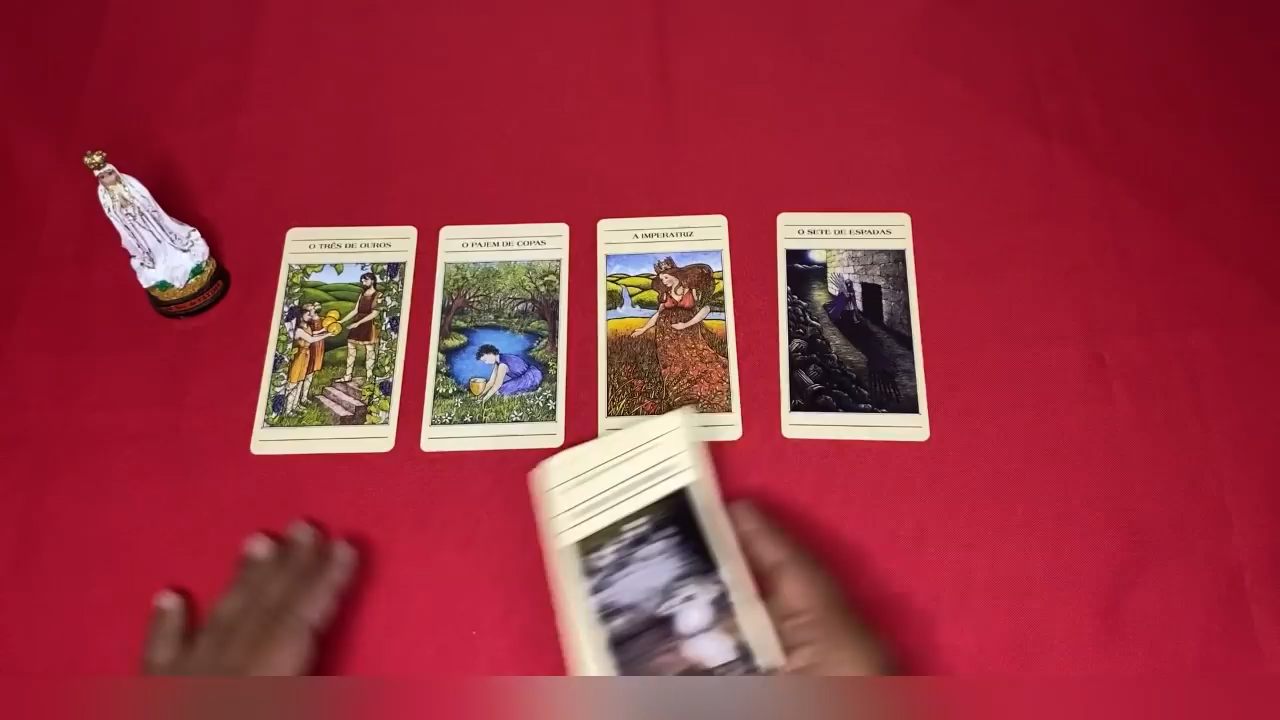 O TRÊS DE OUROS
O PAJEM DE COPAS
A IMPERATRIZ
O SETE DE ESPADAS